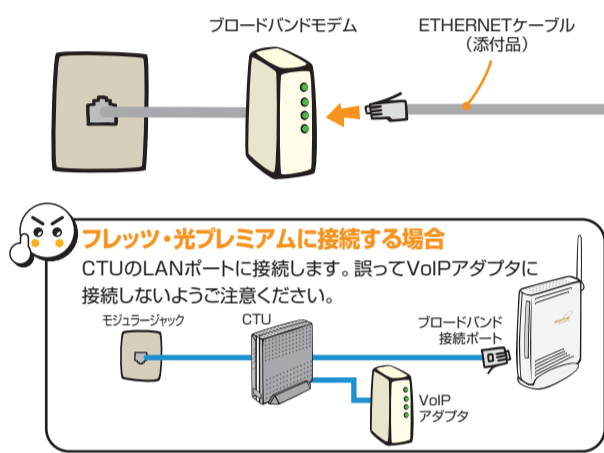 ブロードバンドモデム
ETHERNETケーブル
（添付品）
フレッツ・光プレミアムに接続する場合
CTUのLANポートに接続します。誤ってVoIPアダプタに
接続しないようご注意ください。
モジュラージャック
CTU
ブロードバンド
接続ポート
VoIP
アダプタ